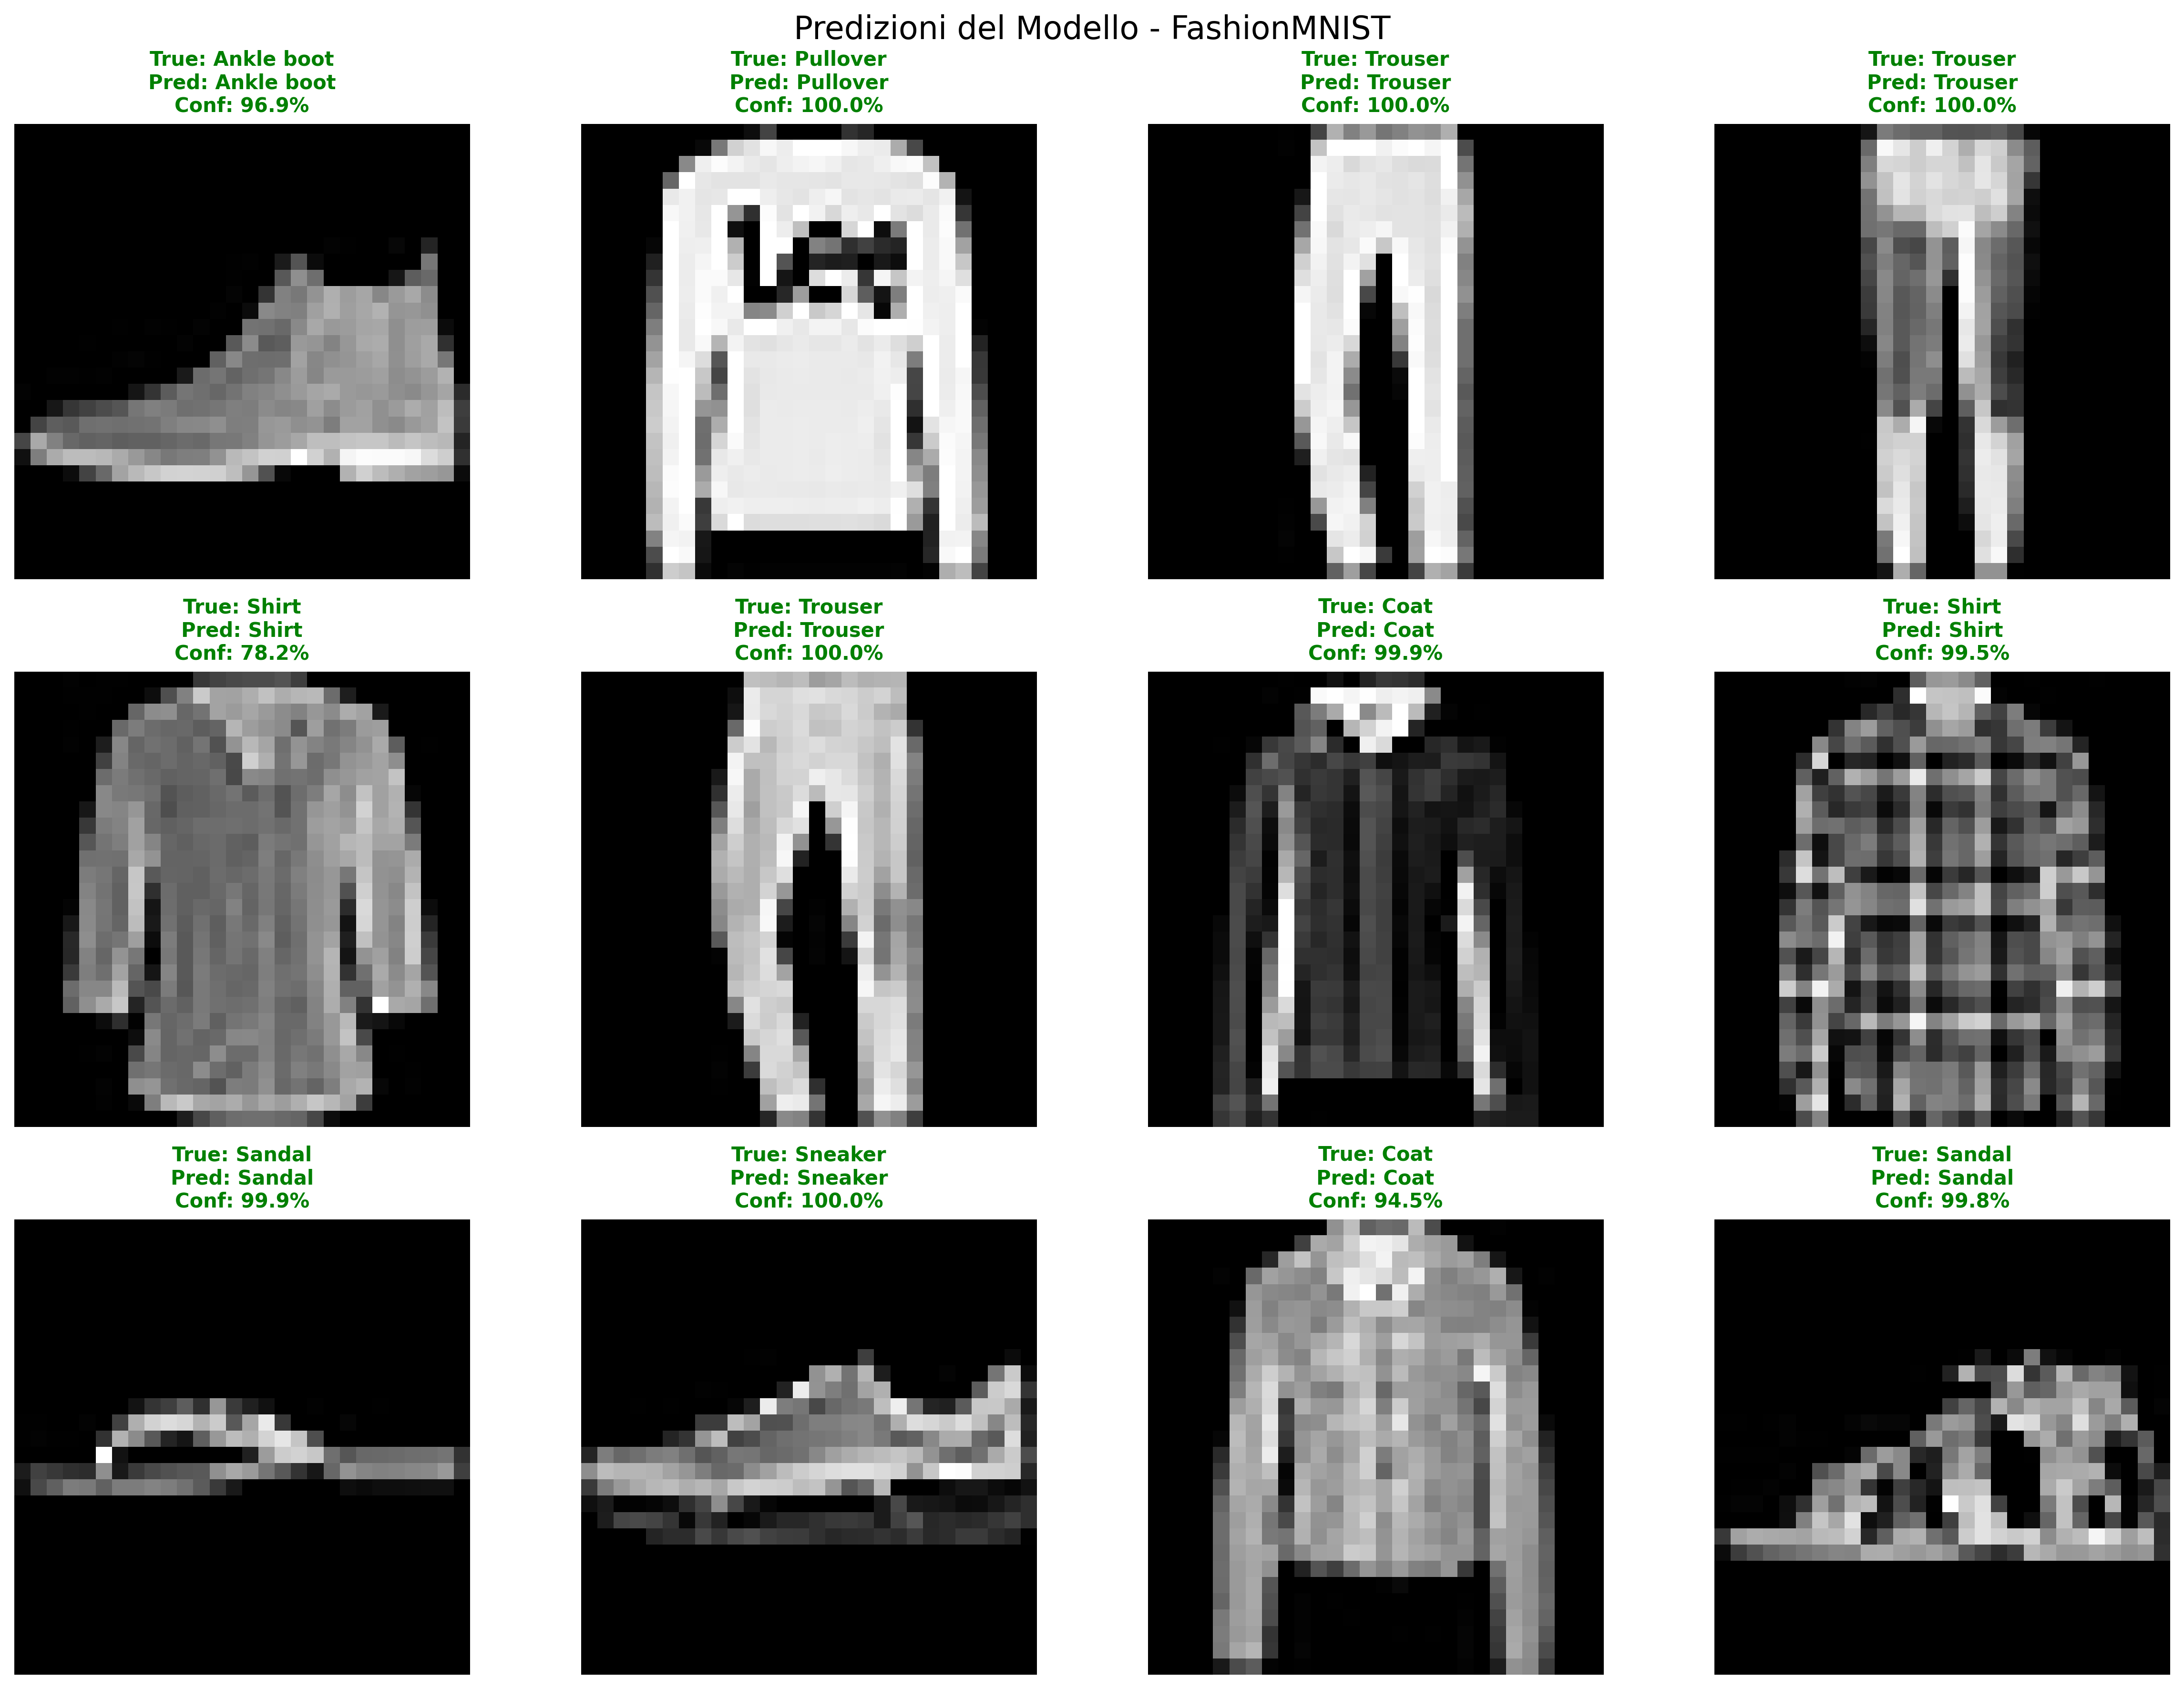 Predizioni del Modello - FashionMNIST
True: Ankle boot
Pred: Ankle boot
Conf: 96.9%
True: Pullover
Pred: Pullover
Conf: 100.0%
True: Trouser
Pred: Trouser
Conf: 100.0%
True: Trouser
Pred: Trouser
Conf: 100.0%
True: Shirt
Pred: Shirt
Conf: 78.2%
True: Trouser
Pred: Trouser
Conf: 100.0%
True: Coat
Pred: Coat
Conf: 99.9%
True: Shirt
Pred: Shirt
Conf: 99.5%
True: Sandal
Pred: Sandal
Conf: 99.9%
True: Sneaker
Pred: Sneaker
Conf: 100.0%
True: Coat
Pred: Coat
Conf: 94.5%
True: Sandal
Pred: Sandal
Conf: 99.8%